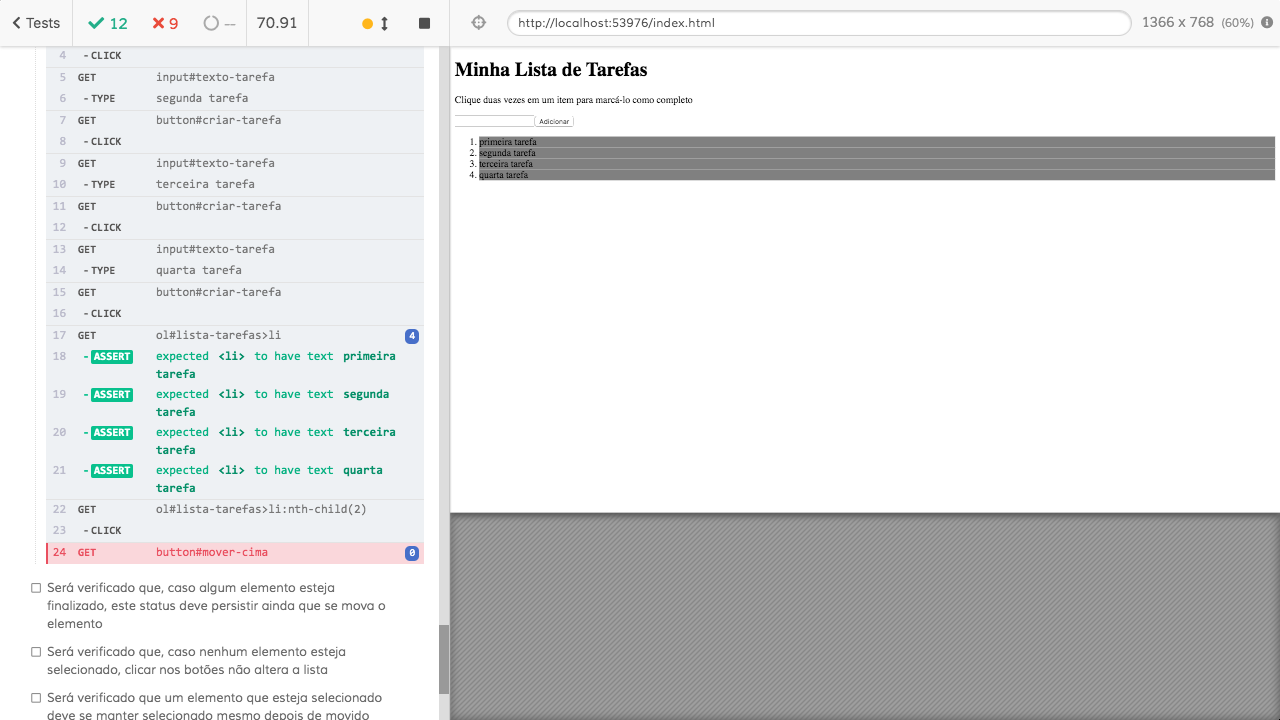 Tests 12 9 -- 70.91 http://localhost:53976/index.html 1366 x 768 (60%)
4 - CLICK
5 GET input#texto-tarefa
6 - TYPE segunda tarefa
7 GET button#criar-tarefa
8 - CLICK
9 GET input#texto-tarefa
10 - TYPE terceira tarefa
11 GET button#criar-tarefa
12 - CLICK
13 GET input#texto-tarefa
14 - TYPE quarta tarefa
15 GET button#criar-tarefa
16 - CLICK
17 GET ol#lista-tarefas>li 4
18 - ASSERT expected <li> to have text primeira
tarefa
19 - ASSERT expected <li> to have text segunda
tarefa
20 - ASSERT expected <li> to have text terceira
tarefa
21 - ASSERT expected <li> to have text quarta
tarefa
22 GET ol#lista-tarefas>li:nth-child(2)
23 - CLICK
24 GET button#mover-cima 0
Será verificado que, caso algum elemento esteja
finalizado, este status deve persistir ainda que se mova o
elemento
Será verificado que, caso nenhum elemento esteja
selecionado, clicar nos botões não altera a lista
Será verificado que um elemento que esteja selecionado
deve se manter selecionado mesmo depois de movido
Minha Lista de Tarefas
Clique duas vezes em um item para marcá-lo como completo
Adicionar
1. primeira tarefa
2. segunda tarefa
3. terceira tarefa
4. quarta tarefa